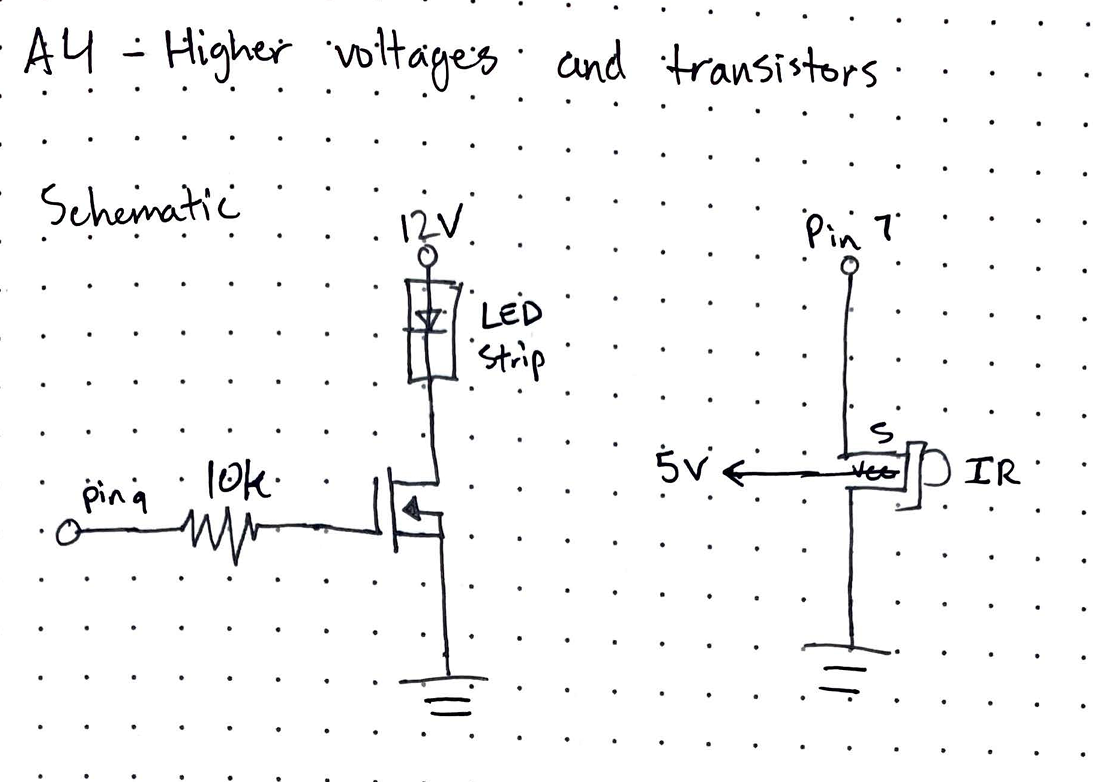 A4 - Higher voltages and transistors
Schematic
12V
LED
Strip
pin 9
10k
Pin 7
S
5V
Vcc
IR